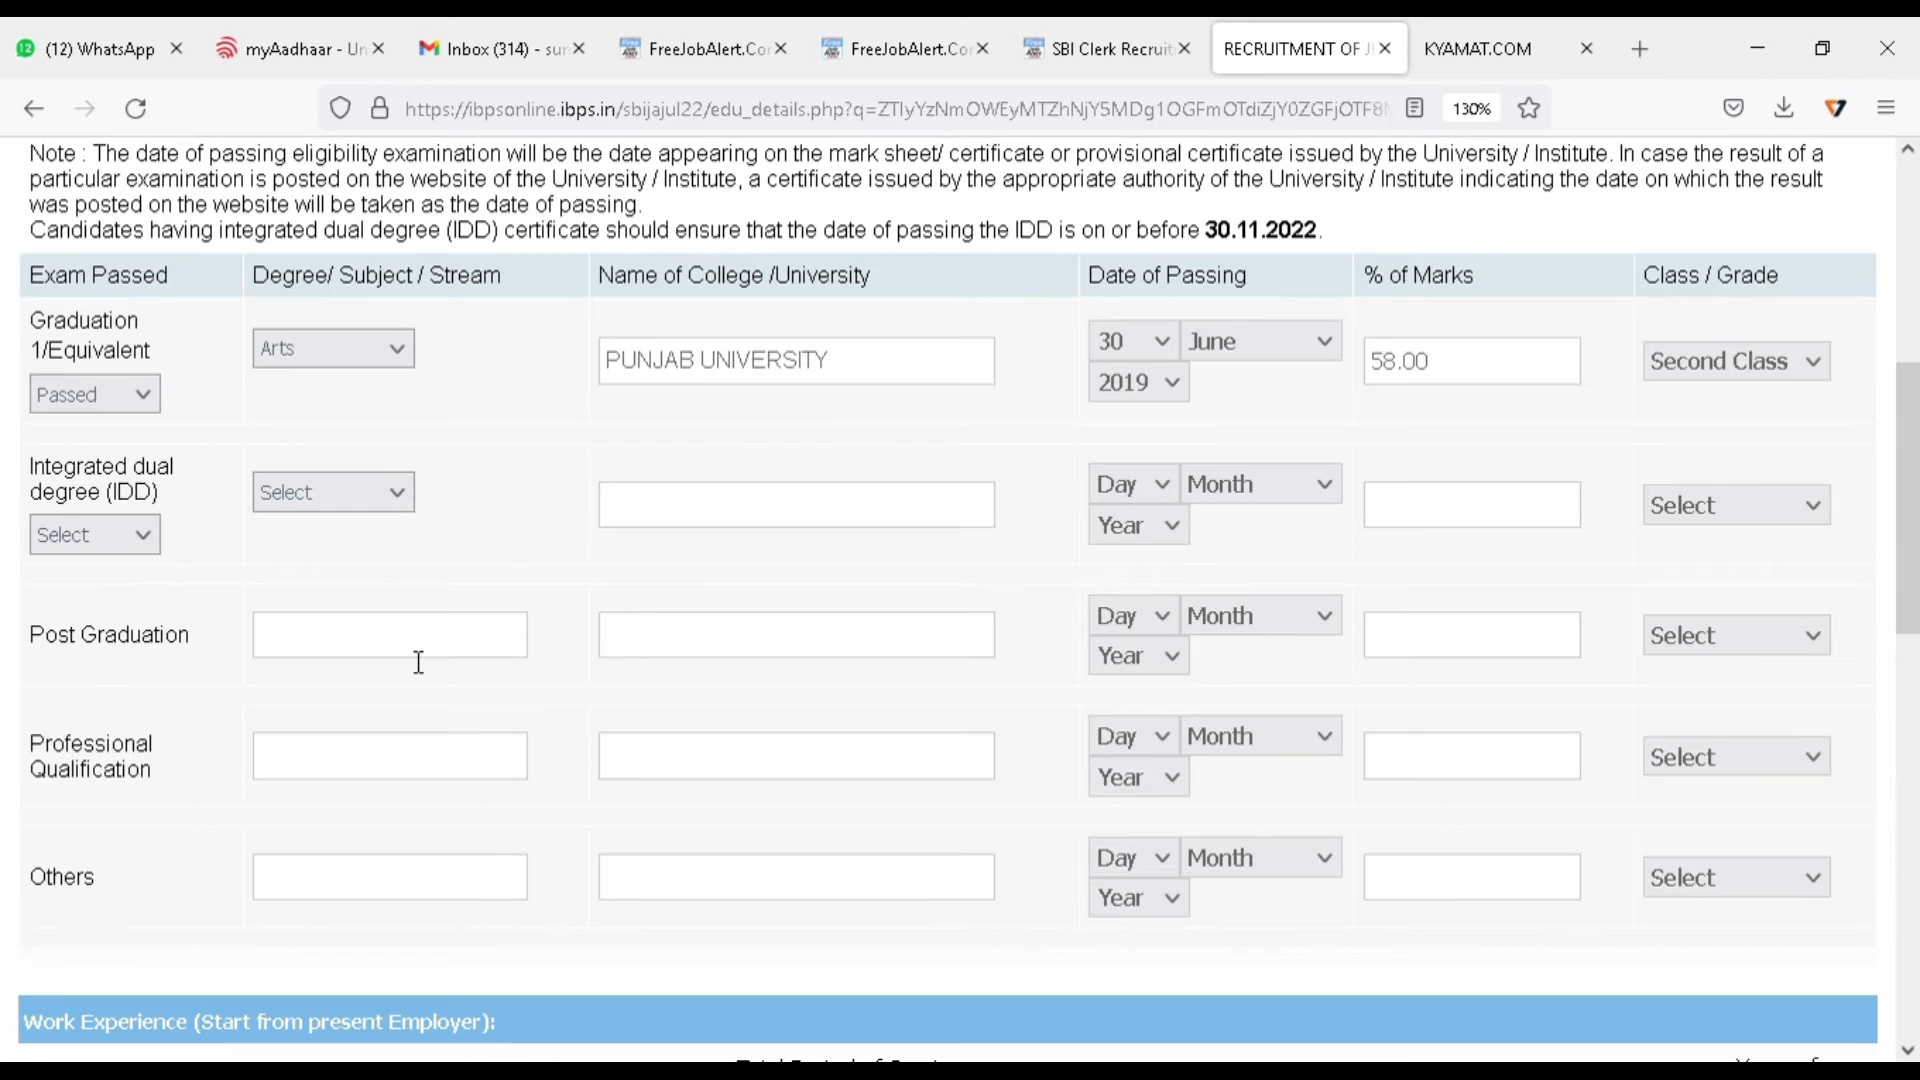 12 (12) WhatsApp
myAadhaar - Un
Inbox (314) - sur
FreeJobAlert.Co
FreeJobAlert.Co
SBI Clerk Recruit
RECRUITMENT OF J
KYAMAT.COM
https://ibpsonline.ibps.in/sbijajul22/edu_details.php?q=ZTIyYzNmOWEyMTZhNjY5MDg1OGFmOTdiZjY0ZGFjOTF8
130%
Note : The date of passing eligibility examination will be the date appearing on the mark sheet/ certificate or provisional certificate issued by the University / Institute. In case the result of a
particular examination is posted on the website of the University / Institute, a certificate issued by the appropriate authority of the University / Institute indicating the date on which the result
was posted on the website will be taken as the date of passing.
Candidates having integrated dual degree (IDD) certificate should ensure that the date of passing the IDD is on or before 30.11.2022.
Exam Passed Degree/ Subject / Stream Name of College /University Date of Passing % of Marks Class / Grade
Graduation
1/Equivalent
Passed
Arts
PUNJAB UNIVERSITY
30 June
2019
58.00
Second Class
Integrated dual
degree (IDD)
Select
Select
Day Month
Year
Select
Post Graduation
Day Month
Year
Select
Professional
Qualification
Day Month
Year
Select
Others
Day Month
Year
Select
Work Experience (Start from present Employer):